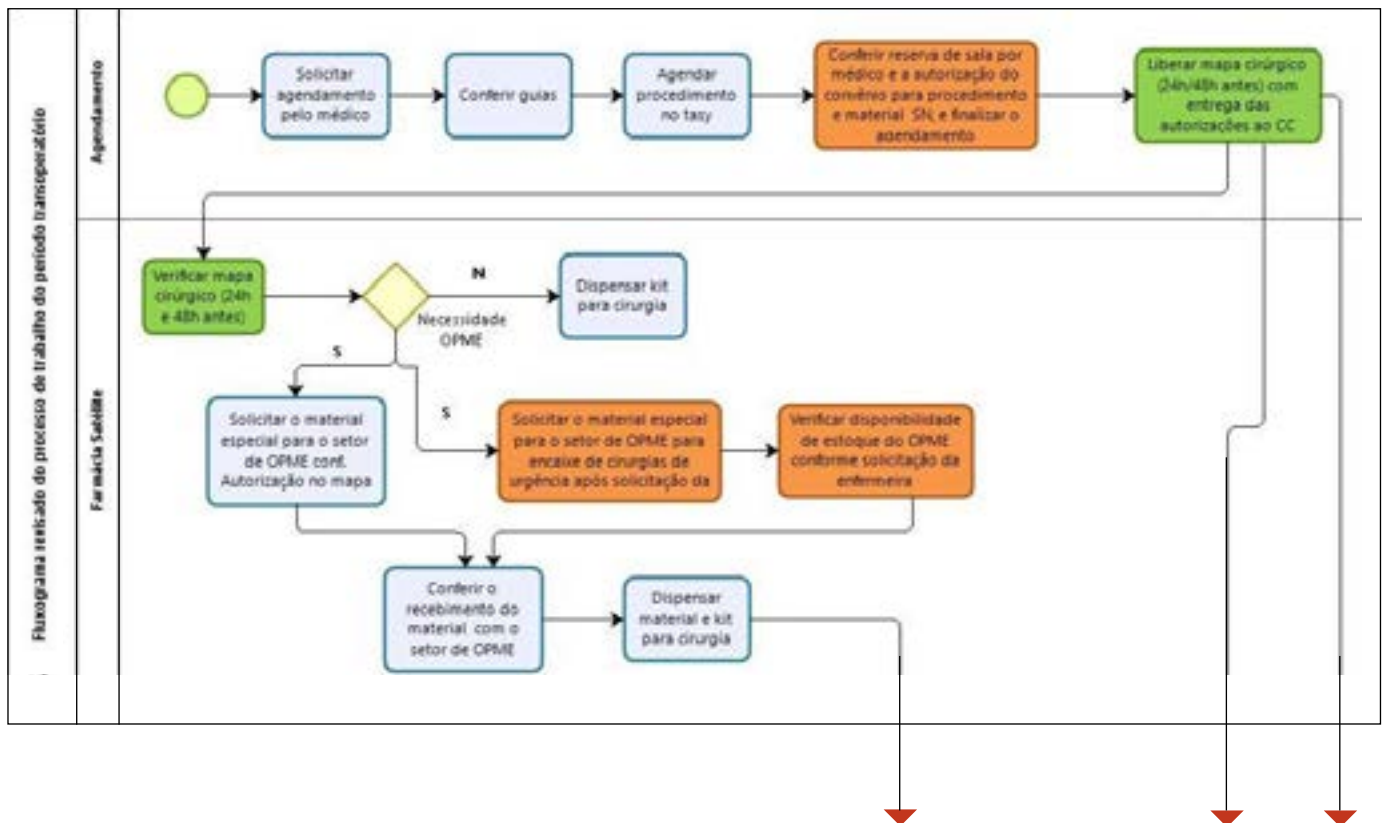 Fluxograma revisado do processo de trabalho do período transoperatório
Agendamento
Solicitar
agendamento
pelo médico
Conferir guias
Agendar
procedimento
no tasy
Conferir reserva de sala por
médico e a autorização do
convênio para procedimento
e material SN; e finalizar o
agendamento
Liberar mapa cirúrgico
(24h/48h antes) com
entrega das
autorizações ao CC
Farmácia Satélite
Verificar mapa
cirúrgico (24h
e 48h antes)
N
Necessidade
OPME
Dispensar kit
para cirurgia
S
S
Solicitar o material
especial para o setor
de OPME conf.
Autorização no mapa
Solicitar o material especial
para o setor de OPME para
encaixe de cirurgias de
urgência após solicitação da
Verificar disponibilidade
de estoque do OPME
conforme solicitação da
enfermeira
Conferir o
recebimento do
material com o
setor de OPME
Dispensar
material e kit
para cirurgia